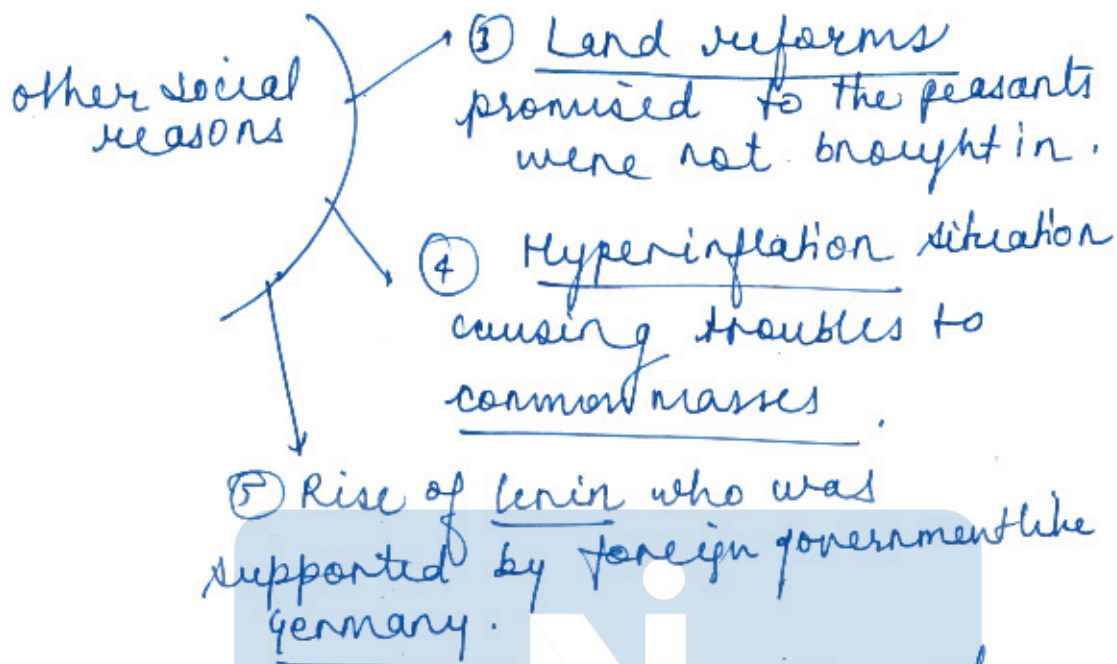 other social
reasons
③ Land reforms
promised to the peasants
were not brought in.
④ Hyperinflation situation
causing troubles to
common masses.
⑤ Rise of Lenin who was
supported by foreign government like
Germany.